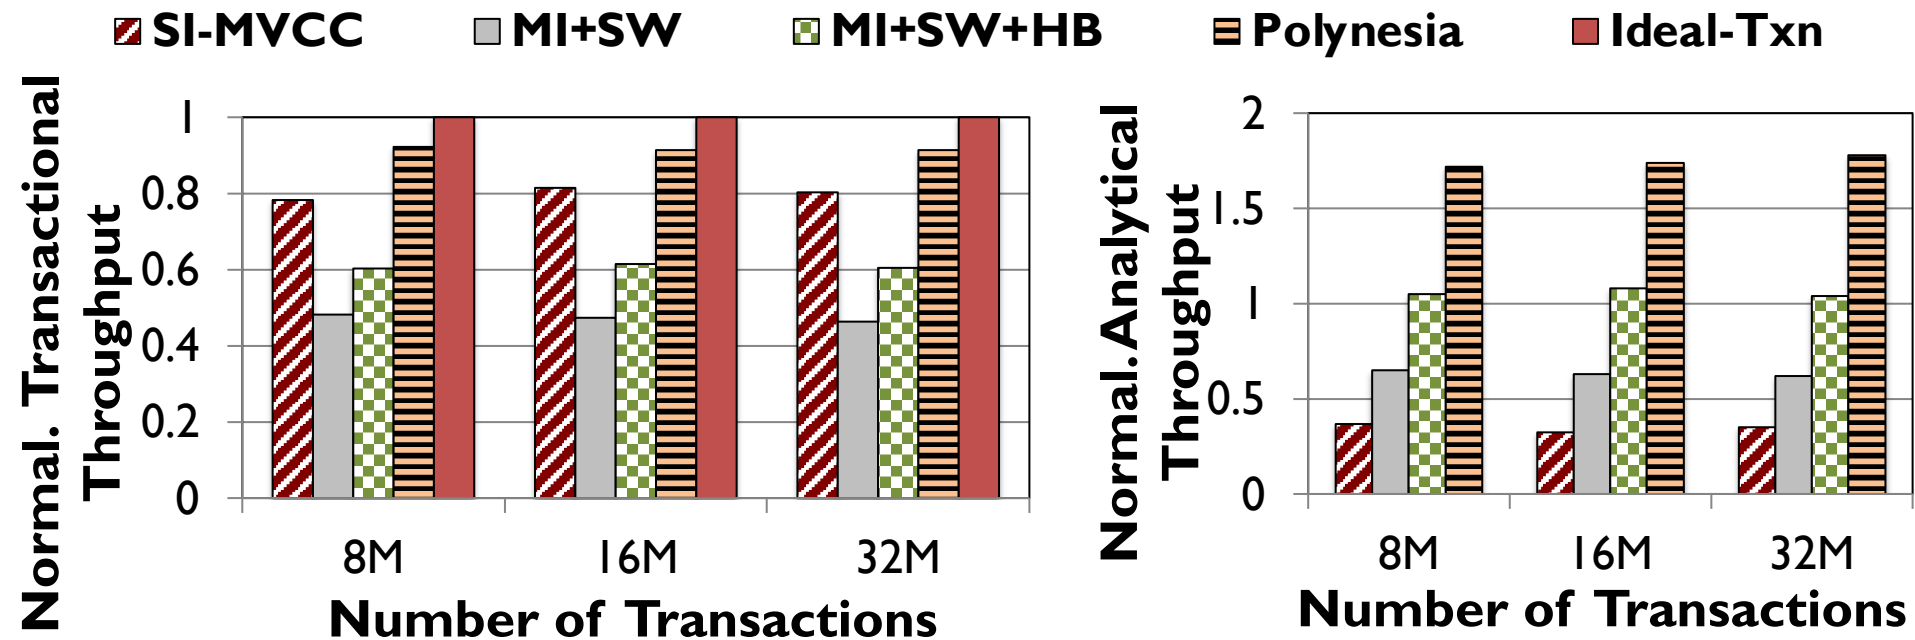 SI-MVCC MI+SW MI+SW+HB Polynesia Ideal-Txn
Normal. Transactional
Throughput
1
0.8
0.6
0.4
0.2
0
8M 16M 32M
Number of Transactions
Normal. Analytical
Throughput
2
1.5
1
0.5
0
8M 16M 32M
Number of Transactions